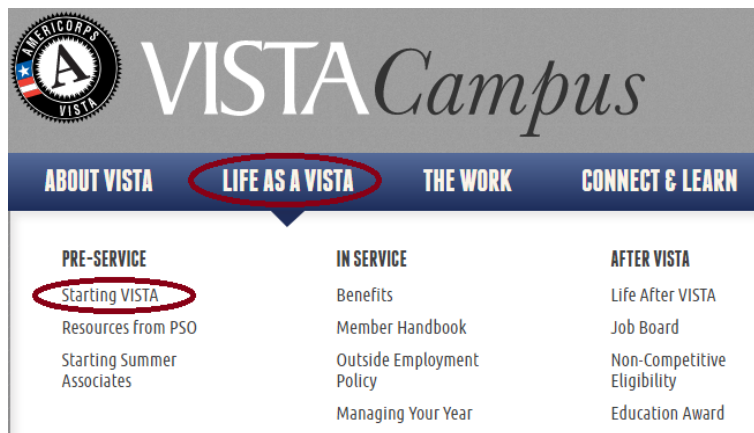 AMERICORPS
A
VISTA
VISTA Campus
ABOUT VISTA
LIFE AS A VISTA
THE WORK
CONNECT & LEARN
PRE-SERVICE
Starting VISTA
Resources from PSO
Starting Summer
Associates
IN SERVICE
Benefits
Member Handbook
Outside Employment
Policy
Managing Your Year
AFTER VISTA
Life After VISTA
Job Board
Non-Competitive
Eligibility
Education Award